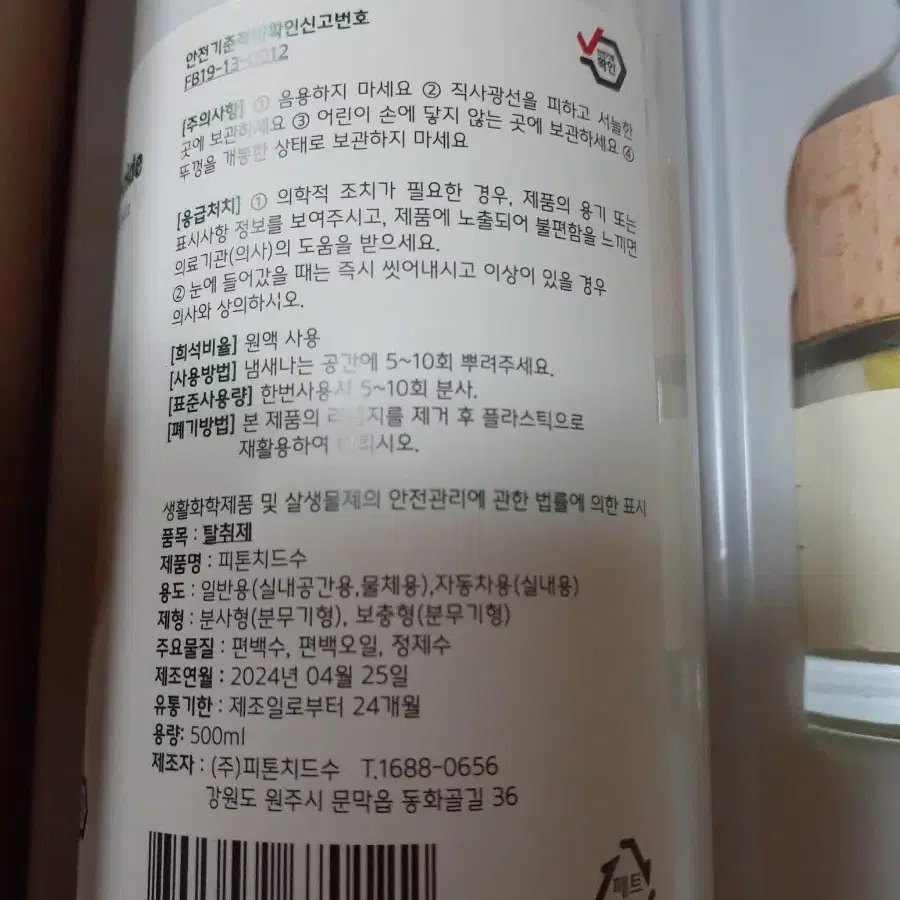 안전기준적합확인신고번호
FB19-13-0012
확인
[주의사항] ① 음용하지 마세요 ② 직사광선을 피하고 서늘한
곳에 보관하세요 ③ 어린이 손에 닿지 않는 곳에 보관하세요 ④
뚜껑을 개봉한 상태로 보관하지 마세요
[응급처치] ① 의학적 조치가 필요한 경우, 제품의 용기 또는
표시사항 정보를 보여주시고, 제품에 노출되어 불편함을 느끼면
의료기관(의사)의 도움을 받으세요.
② 눈에 들어갔을 때는 즉시 씻어내시고 이상이 있을 경우
의사와 상의하시오.
[희석비율] 원액 사용
[사용방법] 냄새나는 공간에 5~10회 뿌려주세요.
[표준사용량] 한번사용시 5~10회 분사.
[폐기방법] 본 제품의 라벨지를 제거 후 플라스틱으로
재활용하여
생활화학제품 및 살생물제의 안전관리에 관한 법률에 의한 표시
품목 : 탈취제
제품명 : 피톤치드수
용도 : 일반용(실내공간용,물체용),자동차용(실내용)
제형 : 분사형(분무기형), 보충형(분무기형)
주요물질 : 편백수, 편백오일, 정제수
제조연월 : 2024년 04월 25일
유통기한 : 제조일로부터 24개월
용량: 500ml
제조자 : (주)피톤치드수 T.1688-0656
강원도 원주시 문막읍 동화골길 36
페트